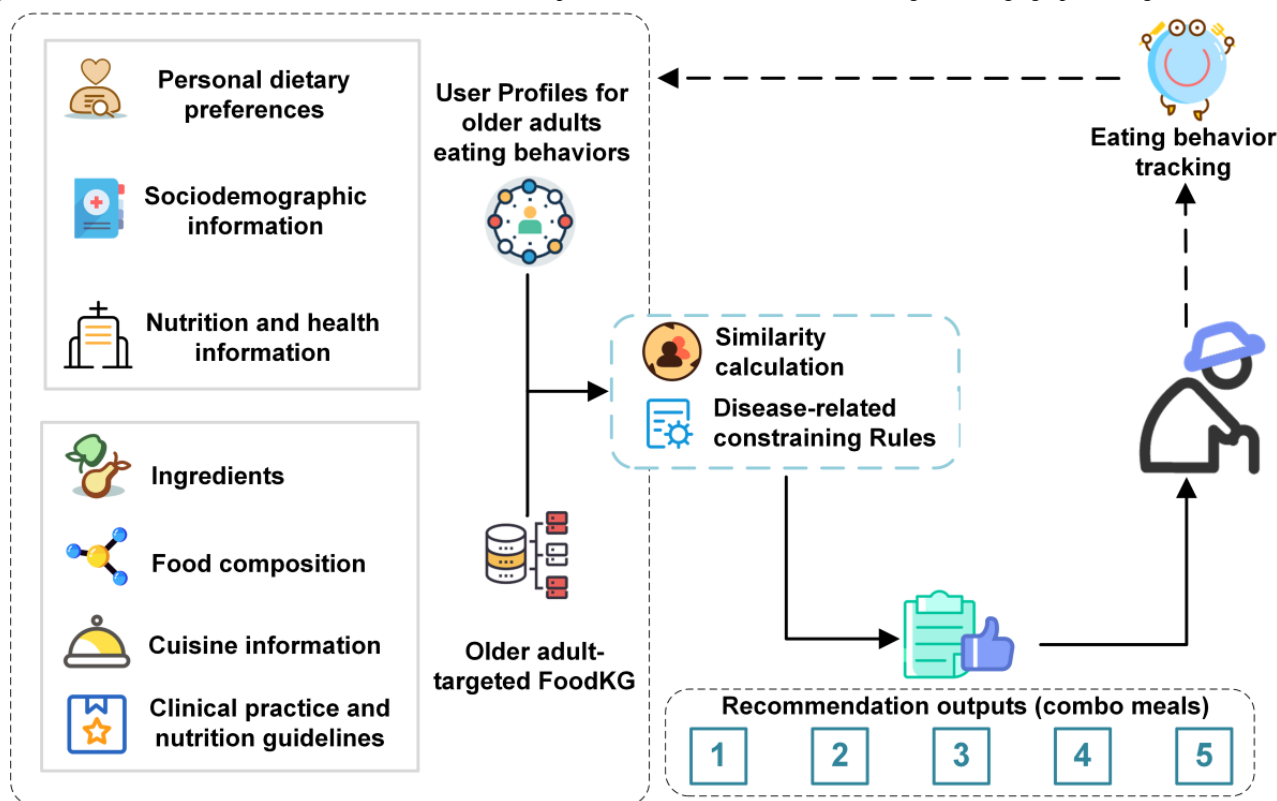 Personal dietary
preferences
Sociodemographic
information
Nutrition and health
information
Ingredients
Food composition
Cuisine information
Clinical practice and
nutrition guidelines
User Profiles for
older adults
eating behaviors
Older adult-
targeted FoodKG
Similarity
calculation
Disease-related
constraining Rules
Eating behavior
tracking
Recommendation outputs (combo meals)
1 2 3 4 5